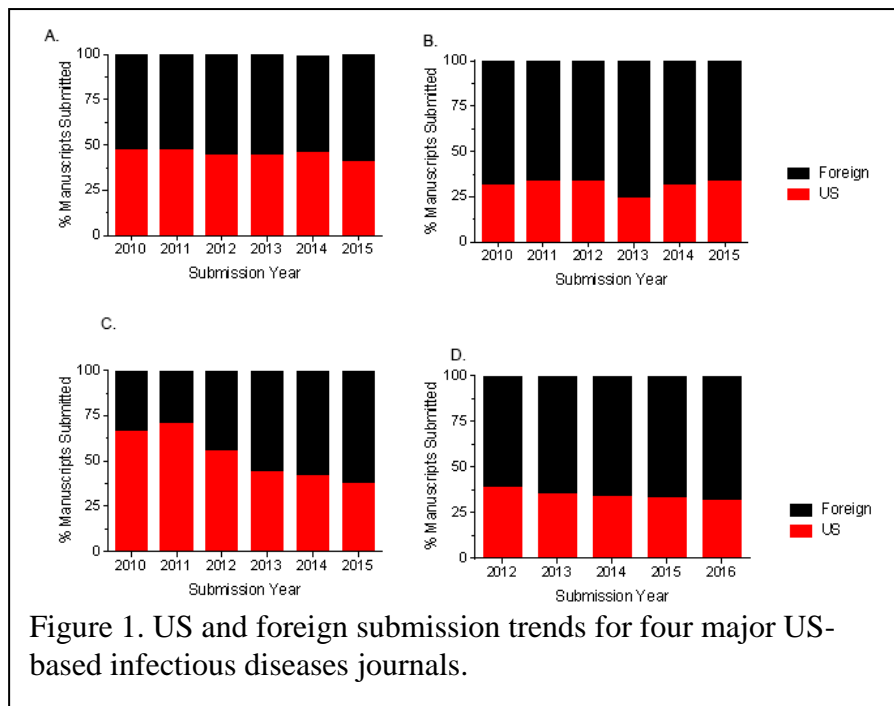 A.
% Manuscripts Submitted
100
75
50
25
0
2010 2011 2012 2013 2014 2015
Submission Year
B.
% Manuscripts Submitted
100
75
50
25
0
2010 2011 2012 2013 2014 2015
Submission Year
Foreign
US
C.
% Manuscripts Submitted
100
75
50
25
0
2010 2011 2012 2013 2014 2015
Submission Year
D.
% Manuscripts Submitted
100
75
50
25
0
2012 2013 2014 2015 2016
Submission Year
Foreign
US
Figure 1. US and foreign submission trends for four major US-
based infectious diseases journals.